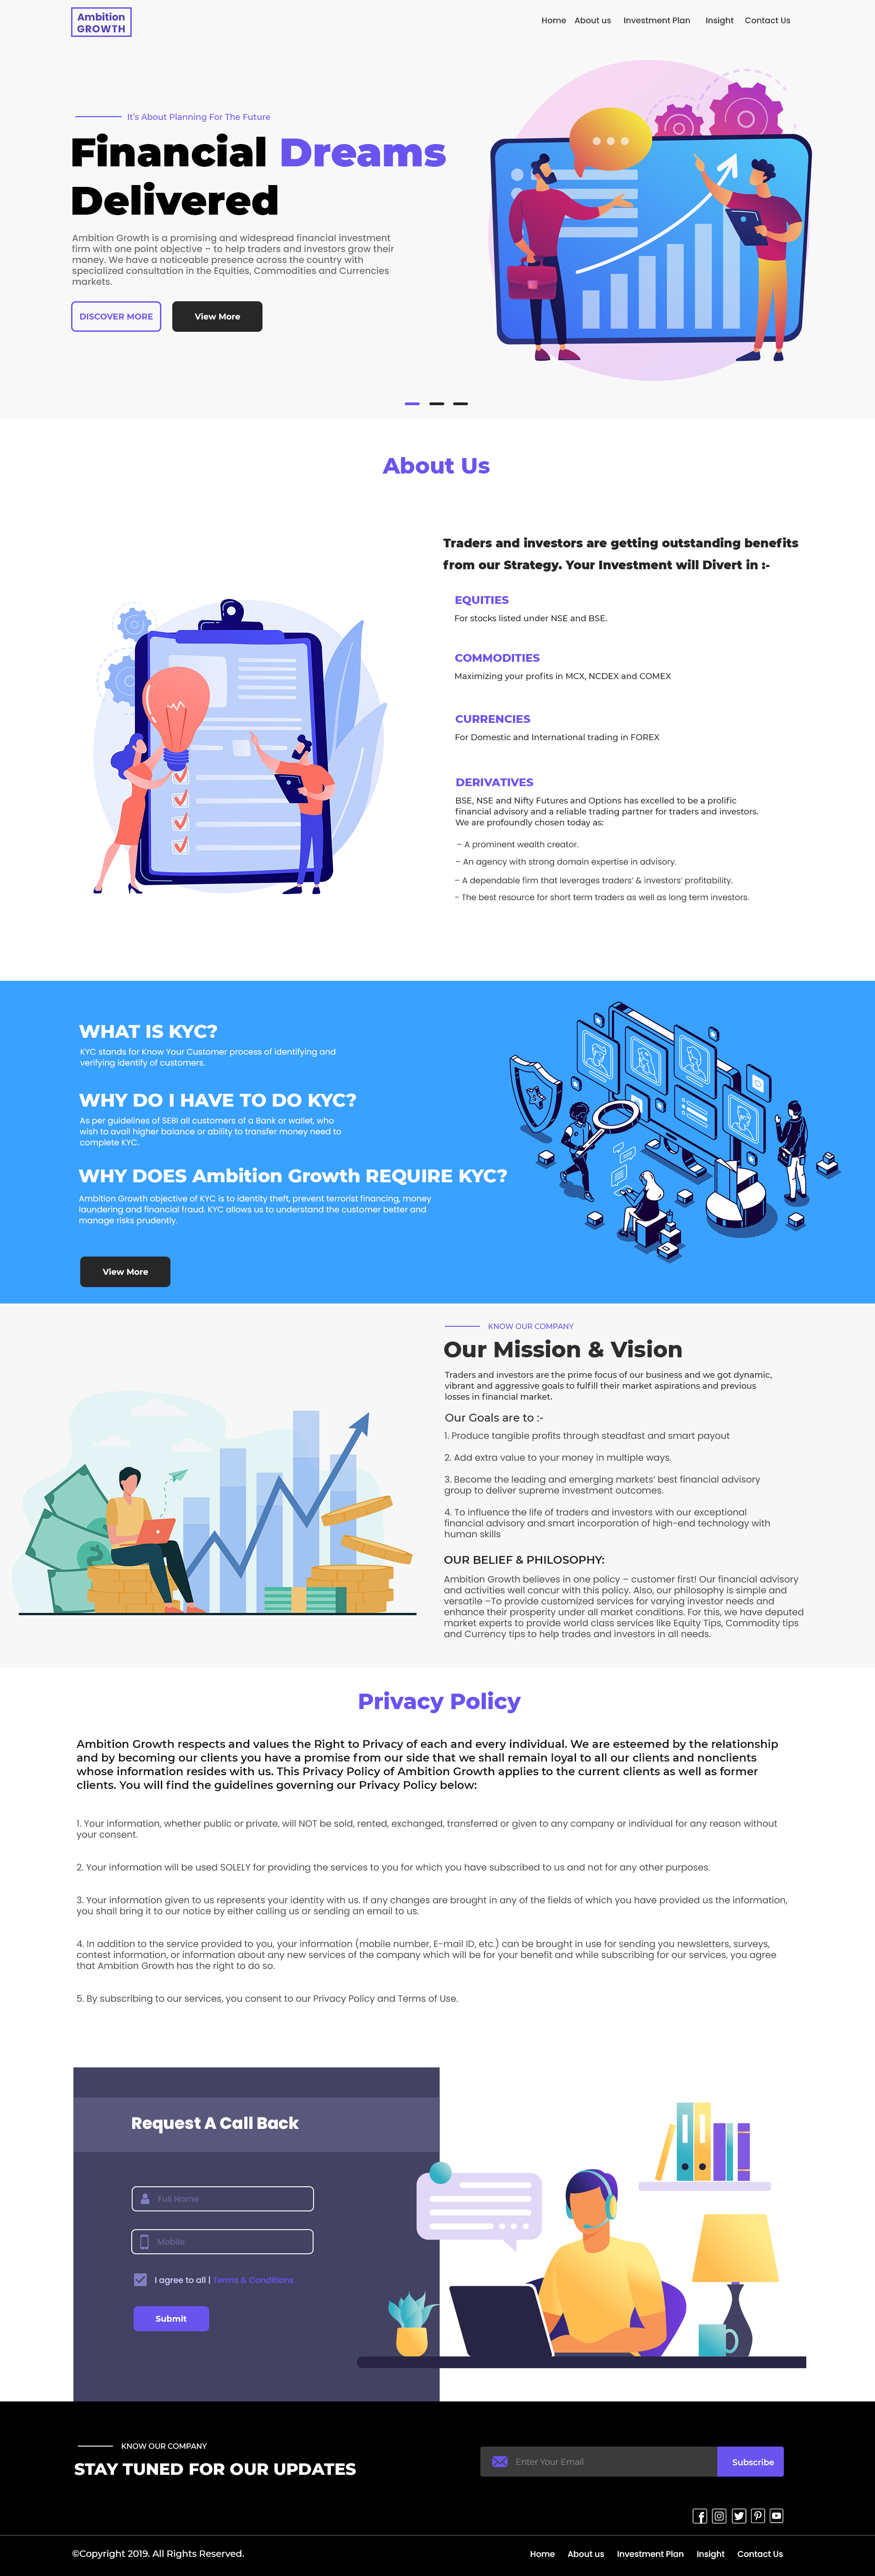 Ambition
GROWTH
Home About us Investment Plan Insight Contact Us
It's About Planning For The Future
Financial Dreams
Delivered
Ambition Growth is a promising and widespread financial investment
firm with one point objective – to help traders and investors grow their
money. We have a noticeable presence across the country with
specialized consultation in the Equities, Commodities and Currencies
markets.
DISCOVER MORE View More
About Us
Traders and investors are getting outstanding benefits
from our Strategy. Your Investment will Divert in :-
EQUITIES
For stocks listed under NSE and BSE.
COMMODITIES
Maximizing your profits in MCX, NCDEX and COMEX
CURRENCIES
For Domestic and International trading in FOREX
DERIVATIVES
BSE, NSE and Nifty Futures and Options has excelled to be a prolific
financial advisory and a reliable trading partner for traders and investors.
We are profoundly chosen today as:
– A prominent wealth creator.
– An agency with strong domain expertise in advisory.
– A dependable firm that leverages traders' & investors' profitability.
- The best resource for short term traders as well as long term investors.
WHAT IS KYC?
KYC stands for Know Your Customer process of identifying and
verifying identify of customers.
WHY DO I HAVE TO DO KYC?
As per guidelines of SEBI all customers of a Bank or wallet, who
wish to avail higher balance or ability to transfer money need to
complete KYC.
WHY DOES Ambition Growth REQUIRE KYC?
Ambition Growth objective of KYC is to identity theft, prevent terrorist financing, money
laundering and financial fraud. KYC allows us to understand the customer better and
manage risks prudently.
View More
KNOW OUR COMPANY
Our Mission & Vision
Traders and investors are the prime focus of our business and we got dynamic,
vibrant and aggressive goals to fulfill their market aspirations and previous
losses in financial market.
Our Goals are to :-
1. Produce tangible profits through steadfast and smart payout
2. Add extra value to your money in multiple ways.
3. Become the leading and emerging markets' best financial advisory
group to deliver supreme investment outcomes.
4. To influence the life of traders and investors with our exceptional
financial advisory and smart incorporation of high-end technology with
human skills
OUR BELIEF & PHILOSOPHY:
Ambition Growth believes in one policy – customer first! Our financial advisory
and activities well concur with this policy. Also, our philosophy is simple and
versatile –To provide customized services for varying investor needs and
enhance their prosperity under all market conditions. For this, we have deputed
market experts to provide world class services like Equity Tips, Commodity tips
and Currency tips to help trades and investors in all needs.
Privacy Policy
Ambition Growth respects and values the Right to Privacy of each and every individual. We are esteemed by the relationship
and by becoming our clients you have a promise from our side that we shall remain loyal to all our clients and nonclients
whose information resides with us. This Privacy Policy of Ambition Growth applies to the current clients as well as former
clients. You will find the guidelines governing our Privacy Policy below:
1. Your information, whether public or private, will NOT be sold, rented, exchanged, transferred or given to any company or individual for any reason without
your consent.
2. Your information will be used SOLELY for providing the services to you for which you have subscribed to us and not for any other purposes.
3. Your information given to us represents your identity with us. If any changes are brought in any of the fields of which you have provided us the information,
you shall bring it to our notice by either calling us or sending an email to us.
4. In addition to the service provided to you, your information (mobile number, E-mail ID, etc.) can be brought in use for sending you newsletters, surveys,
contest information, or information about any new services of the company which will be for your benefit and while subscribing for our services, you agree
that Ambition Growth has the right to do so.
5. By subscribing to our services, you consent to our Privacy Policy and Terms of Use.
Request A Call Back
Full Name
Mobile
I agree to all | Terms & Conditions
Submit
KNOW OUR COMPANY
STAY TUNED FOR OUR UPDATES
Enter Your Email Subscribe
©Copyright 2019. All Rights Reserved.
Home About us Investment Plan Insight Contact Us